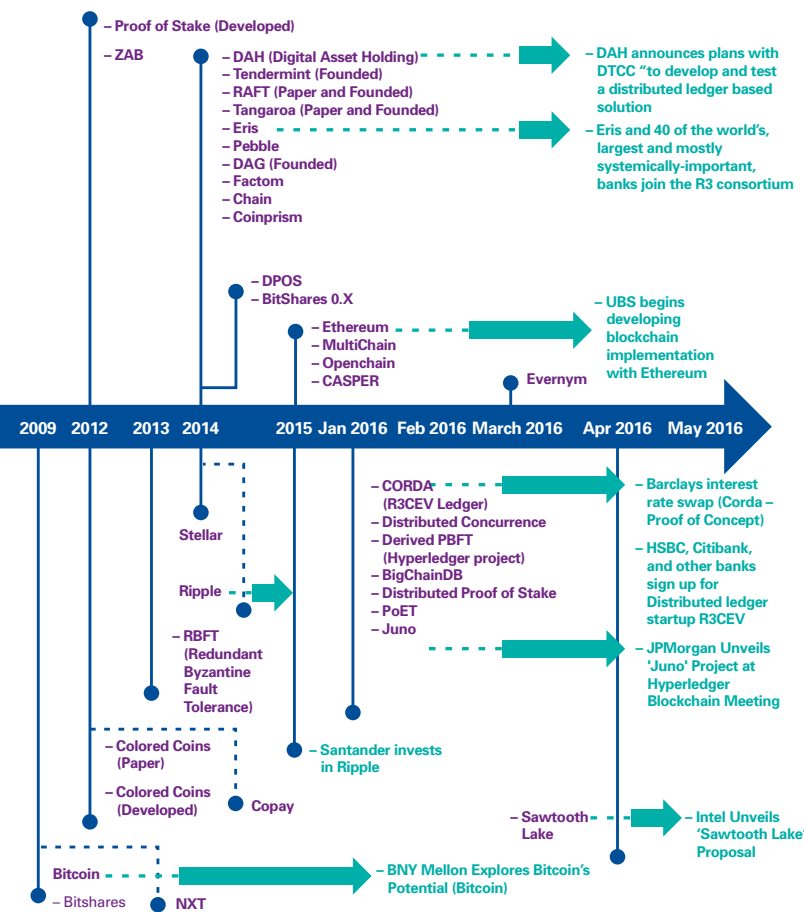 – Proof of Stake (Developed)
– ZAB
– DAH (Digital Asset Holding)
– Tendermint (Founded)
– RAFT (Paper and Founded)
– Tangaroa (Paper and Founded)
– Eris
– Pebble
– DAG (Founded)
– Factom
– Chain
– Coinprism
– DAH announces plans with
DTCC “to develop and test
a distributed ledger based
solution
– Eris and 40 of the world’s,
largest and mostly
systemically-important,
banks join the R3 consortium
– DPOS
– BitShares 0.X
– Ethereum
– MultiChain
– Openchain
– CASPER
– UBS begins
developing
blockchain
implementation
with Ethereum
Evernym
2009 2012 2013 2014 2015 Jan 2016 Feb 2016 March 2016 Apr 2016 May 2016
Stellar
Ripple
– RBFT
(Redundant
Byzantine
Fault
Tolerance)
– CORDA
(R3CEV Ledger)
– Distributed Concurrence
– Derived PBFT
(Hyperledger project)
– BigChainDB
– Distributed Proof of Stake
– PoET
– Juno
– Barclays interest
rate swap (Corda –
Proof of Concept)
– HSBC, Citibank,
and other banks
sign up for
Distributed ledger
startup R3CEV
– JPMorgan Unveils
'Juno' Project at
Hyperledger
Blockchain Meeting
– Colored Coins
(Paper)
– Colored Coins
(Developed)
Copay
– Santander invests
in Ripple
– Sawtooth
Lake
– Intel Unveils
‘Sawtooth Lake’
Proposal
Bitcoin
– Bitshares
NXT
– BNY Mellon Explores Bitcoin’s
Potential (Bitcoin)